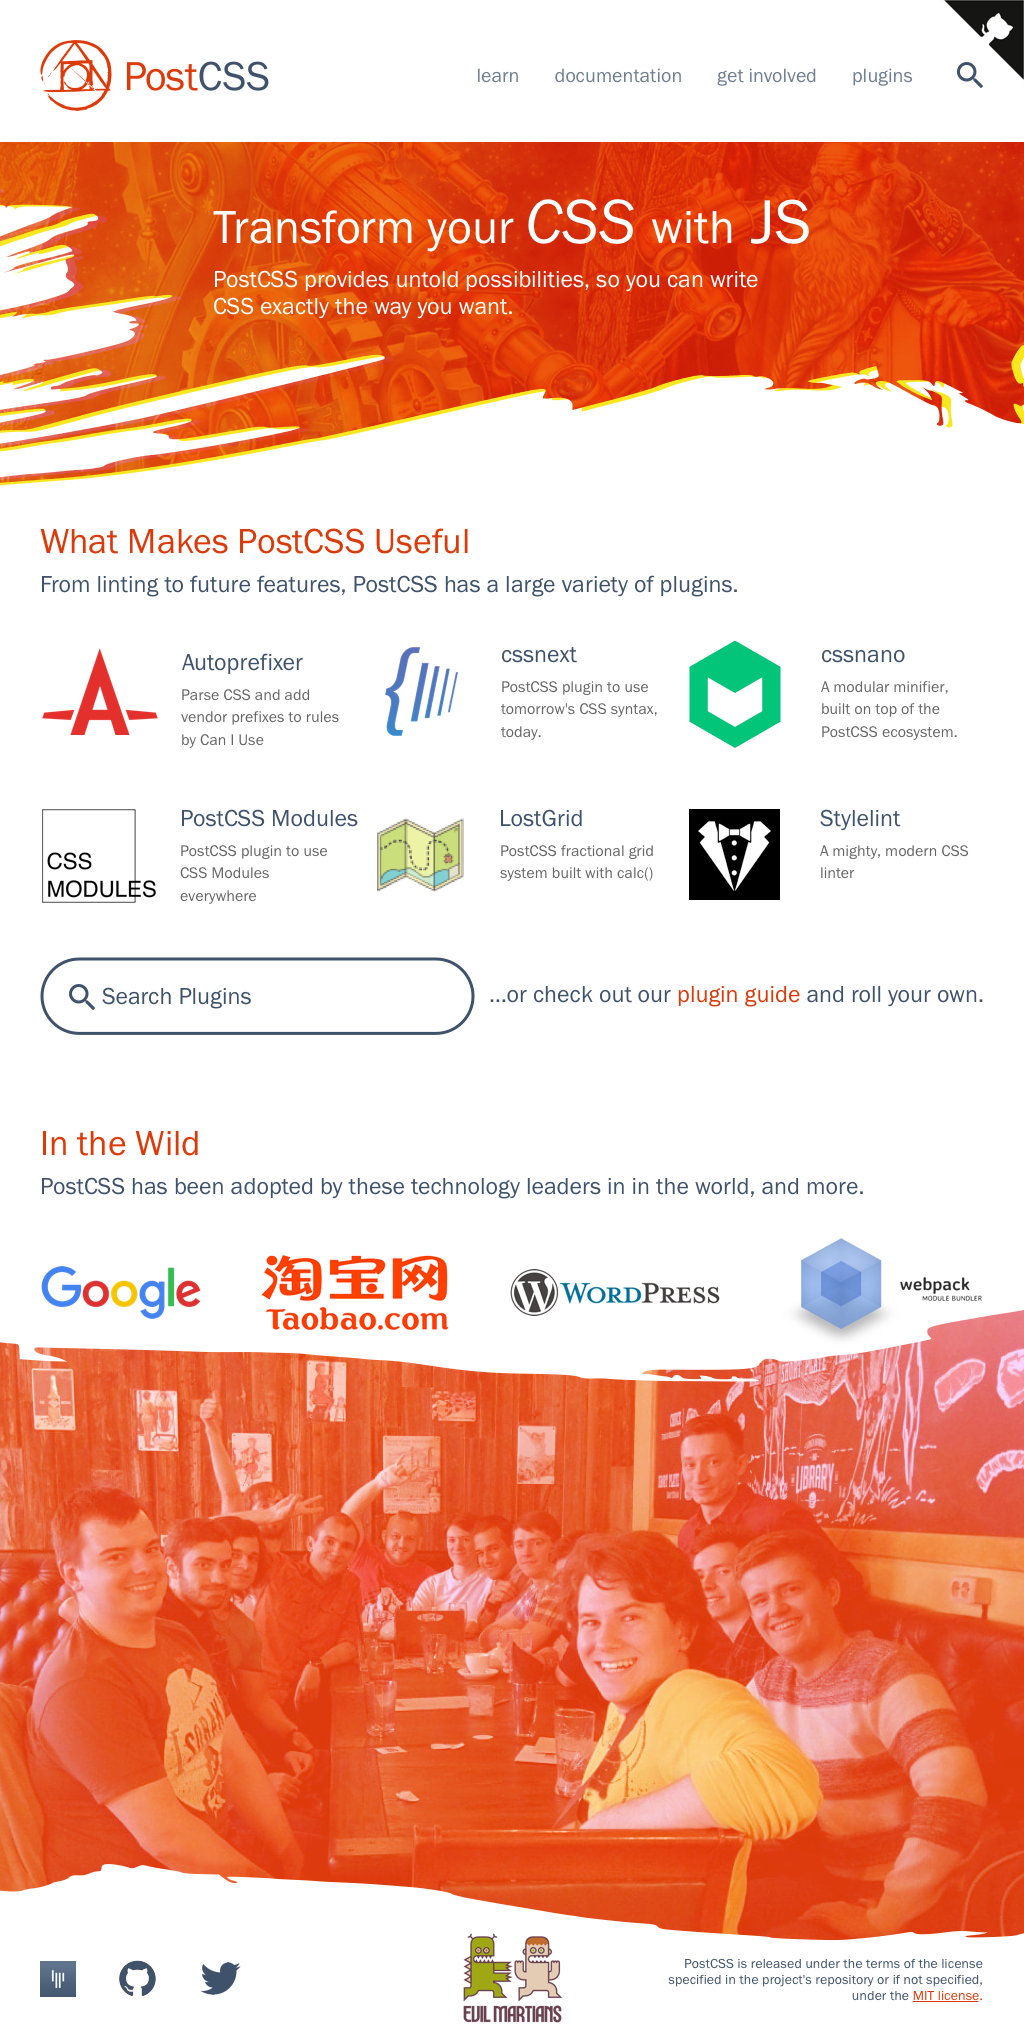 PostCSS
learn documentation get involved plugins
Transform your CSS with JS
PostCSS provides untold possibilities, so you can write
CSS exactly the way you want.
What Makes PostCSS Useful
From linting to future features, PostCSS has a large variety of plugins.
Autoprefixer
Parse CSS and add
vendor prefixes to rules
by Can I Use
cssnext
PostCSS plugin to use
tomorrow's CSS syntax,
today.
cssnano
A modular minifier,
built on top of the
PostCSS ecosystem.
CSS
MODULES
PostCSS Modules
PostCSS plugin to use
CSS Modules
everywhere
LostGrid
PostCSS fractional grid
system built with calc()
Stylelint
A mighty, modern CSS
linter
Search Plugins
...or check out our plugin guide and roll your own.
In the Wild
PostCSS has been adopted by these technology leaders in in the world, and more.
Google
淘宝网
Taobao.com
WORDPRESS
webpack
MODULE BUNDLER
LIBRARY
EVIL MARTIANS
PostCSS is released under the terms of the license
specified in the project's repository or if not specified,
under the MIT license.